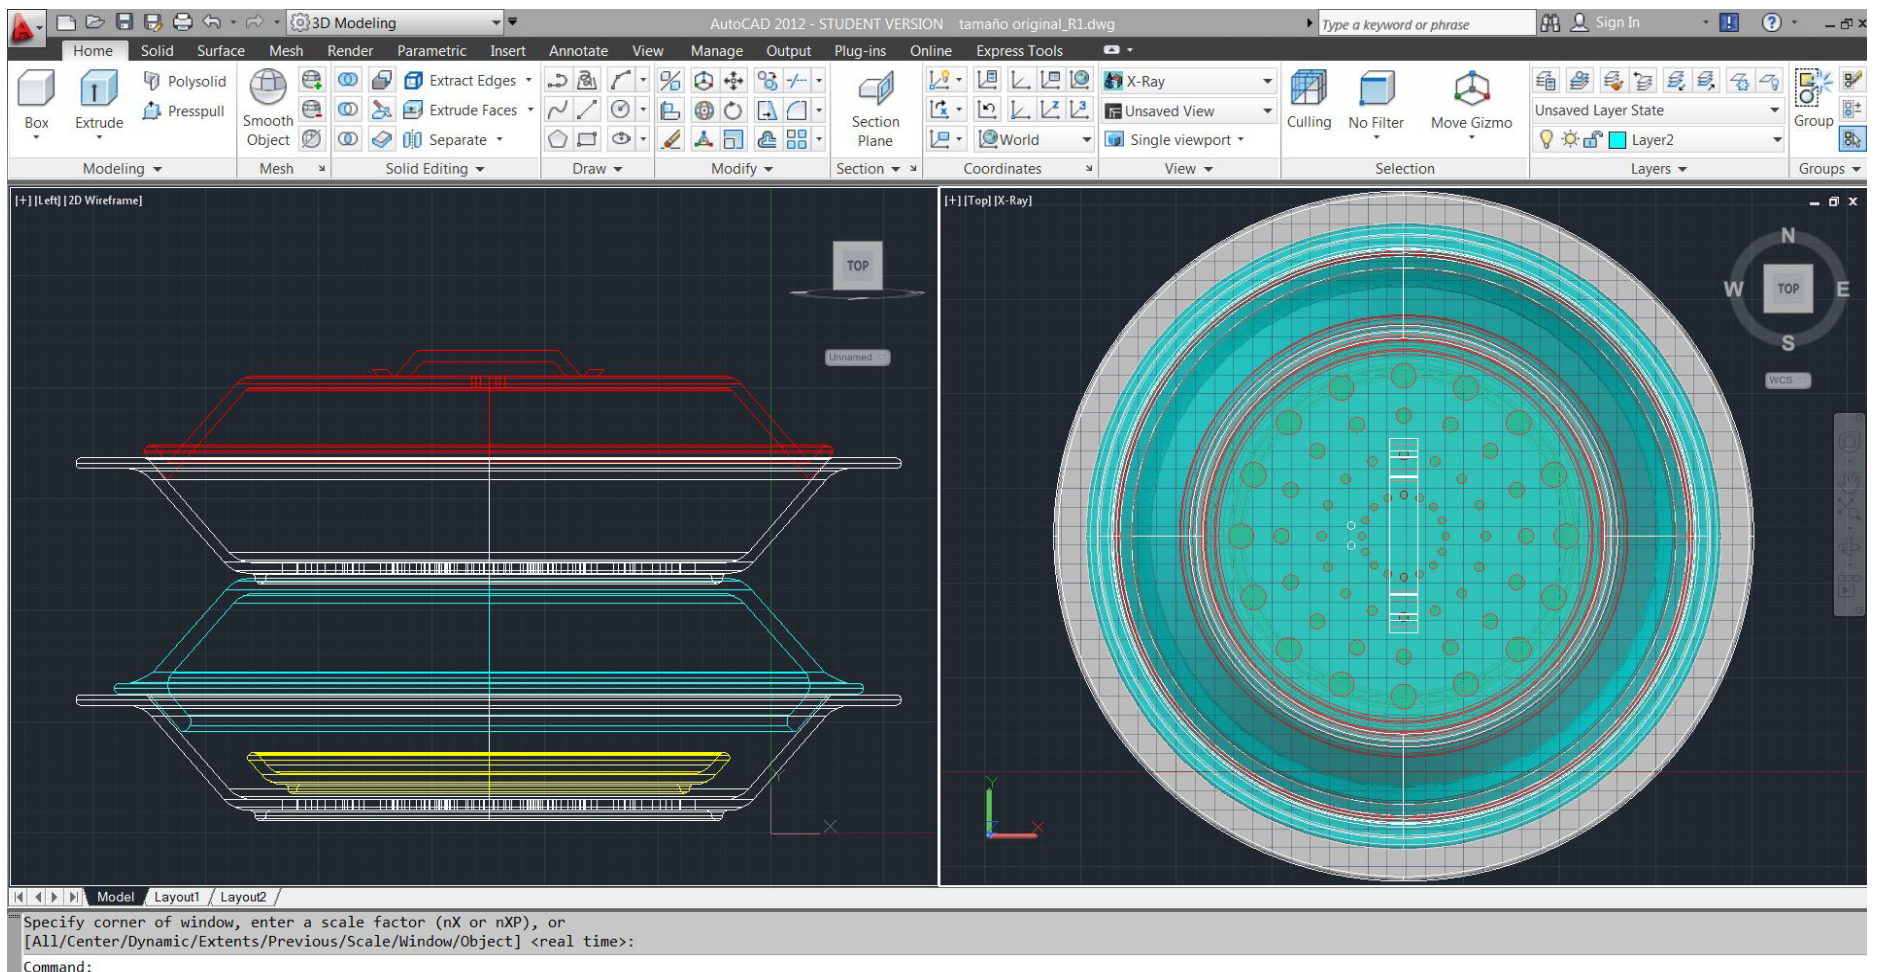 3D Modeling
AutoCAD 2012 - STUDENT VERSION tamaño original_R1.dwg
Type a keyword or phrase
Sign In
Home Solid Surface Mesh Render Parametric Insert Annotate View Manage Output Plug-ins Online Express Tools
Box
Extrude
Polysolid
Presspull
Smooth
Object
Extract Edges
Extrude Faces
Separate
Section
Plane
World
X-Ray
Unsaved View
Single viewport
Culling
No Filter
Move Gizmo
Unsaved Layer State
Layer2
Group
Modeling Mesh Solid Editing Draw Modify Section Coordinates View Selection Layers Groups
[+] [Left] [2D Wireframe]
TOP
Unnamed
Y
X
[+] [Top] [X-Ray]
N
W TOP E
S
WCS
Y
X
Model Layout1 Layout2
Specify corner of window, enter a scale factor (nX or nXP), or
[All/Center/Dynamic/Extents/Previous/Scale/Window/Object] <real time>:
Command: